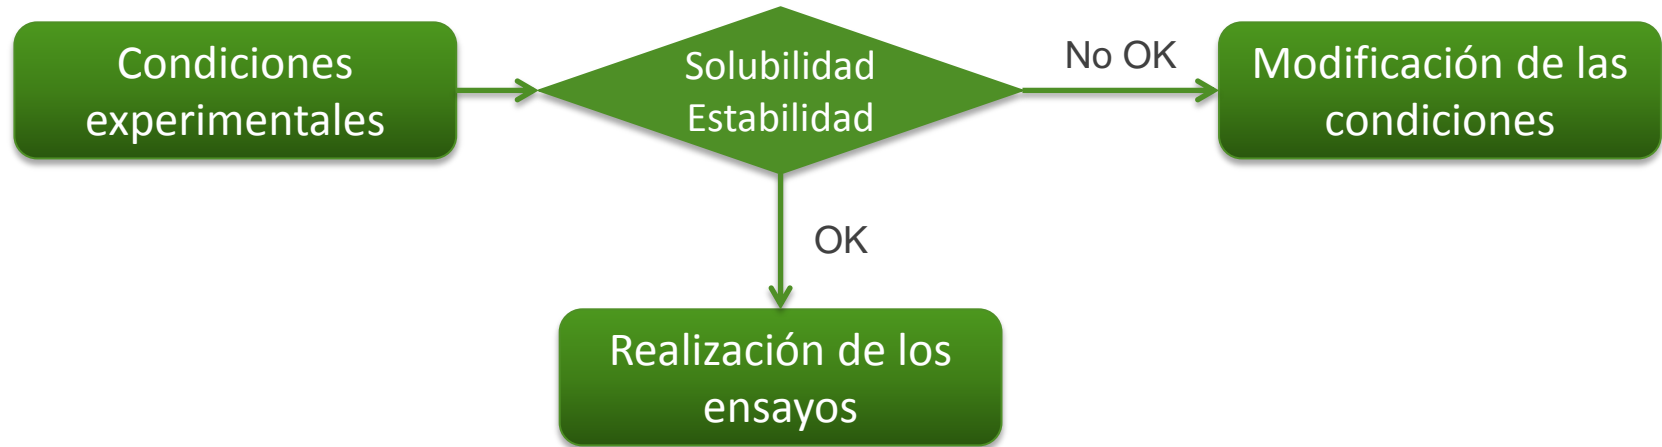 Condiciones
experimentales
Solubilidad
Estabilidad
No OK
Modificación de las
condiciones
OK
Realización de los
ensayos